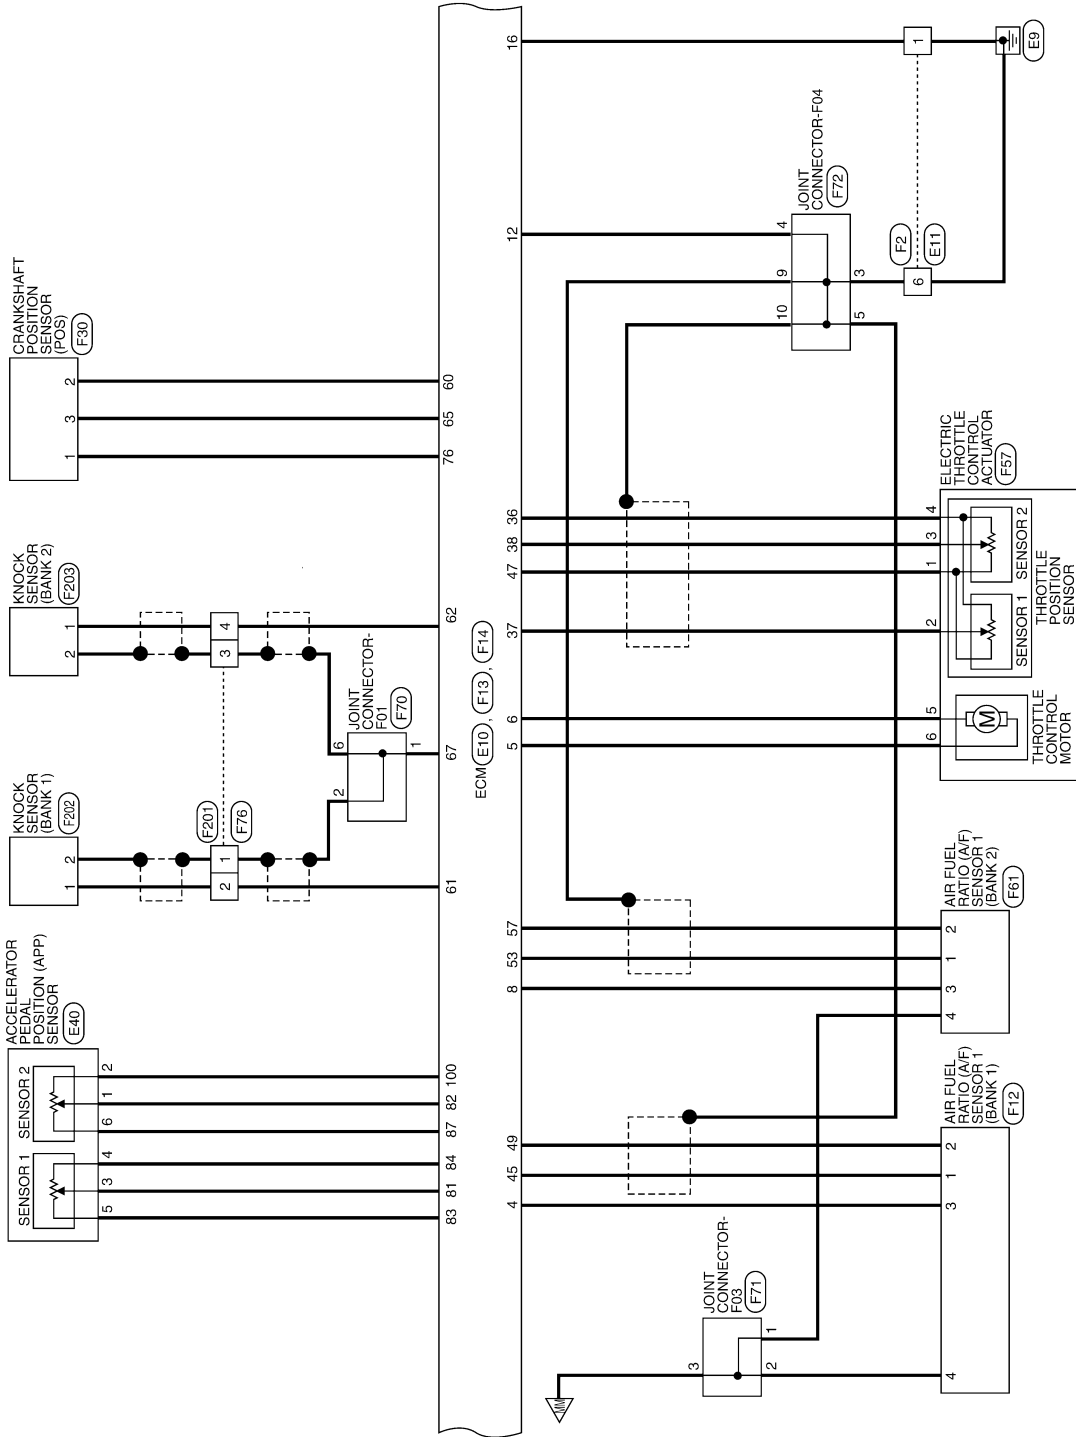 ACCELERATOR
PEDAL
POSITION (APP)
SENSOR
E40
SENSOR 1
SENSOR 2
5
3
4
6
1
2
83
81
84
87
82
100
KNOCK
SENSOR
(BANK 1)
F202
1
2
2
1
F201
F76
61
KNOCK
SENSOR
(BANK 2)
F203
2
1
3
4
62
JOINT
CONNECTOR-
F01
F70
2
6
1
67
CRANKSHAFT
POSITION
SENSOR
(POS)
F30
1
3
2
76
65
60
ECM E10 , F13 , F14
4
45
49
8
53
57
5
6
37
47
38
36
12
16
MM
JOINT
CONNECTOR-
F03
F71
3
2
1
AIR FUEL
RATIO (A/F)
SENSOR 1
(BANK 1)
F12
4
3
1
2
AIR FUEL
RATIO (A/F)
SENSOR 1
(BANK 2)
F61
4
3
1
2
ELECTRIC
THROTTLE
CONTROL
ACTUATOR
F57
6
5
2
1
3
4
M
THROTTLE
CONTROL
MOTOR
SENSOR 1
SENSOR 2
THROTTLE
POSITION
SENSOR
JOINT
CONNECTOR-F04
F72
10
9
4
5
3
F2
E11
6
1
E9